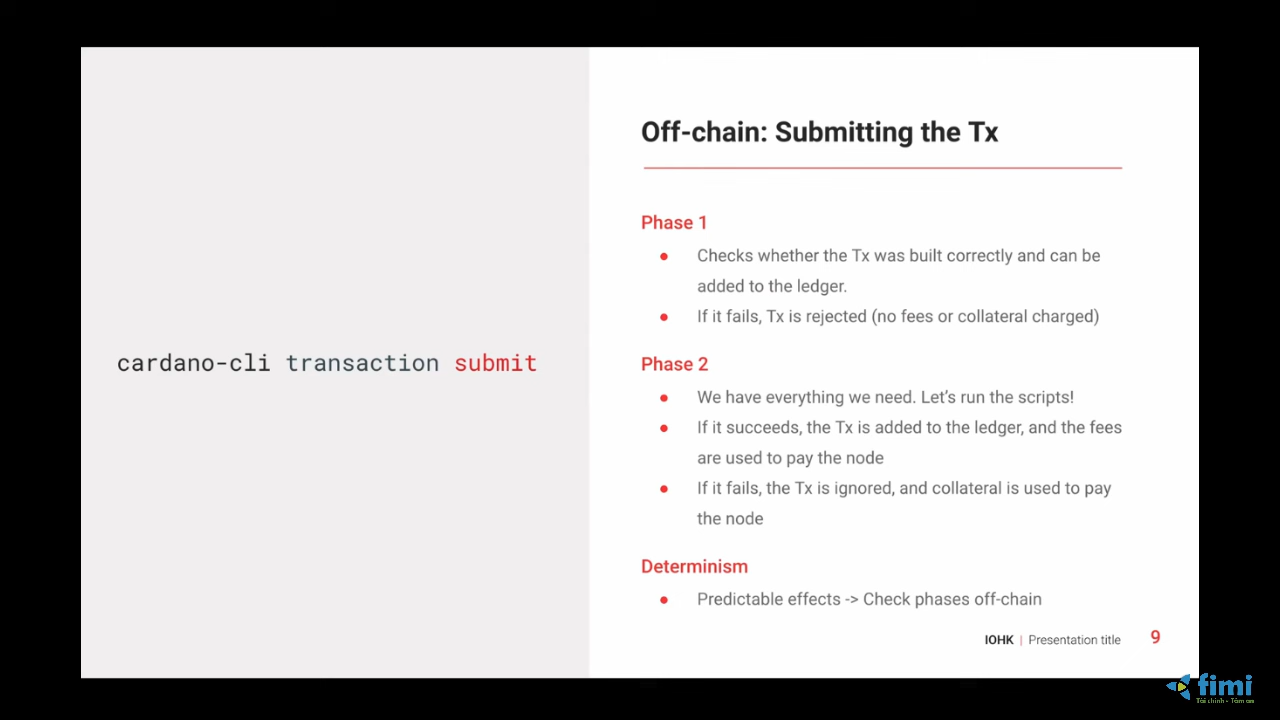 Off-chain: Submitting the Tx
Phase 1
● Checks whether the Tx was built correctly and can be
added to the ledger.
● If it fails, Tx is rejected (no fees or collateral charged)
cardano-cli transaction submit
Phase 2
● We have everything we need. Let's run the scripts!
● If it succeeds, the Tx is added to the ledger, and the fees
are used to pay the node
● If it fails, the Tx is ignored, and collateral is used to pay
the node
Determinism
● Predictable effects -> Check phases off-chain
IOHK | Presentation title 9
fimi
Tài chính - Tâm an